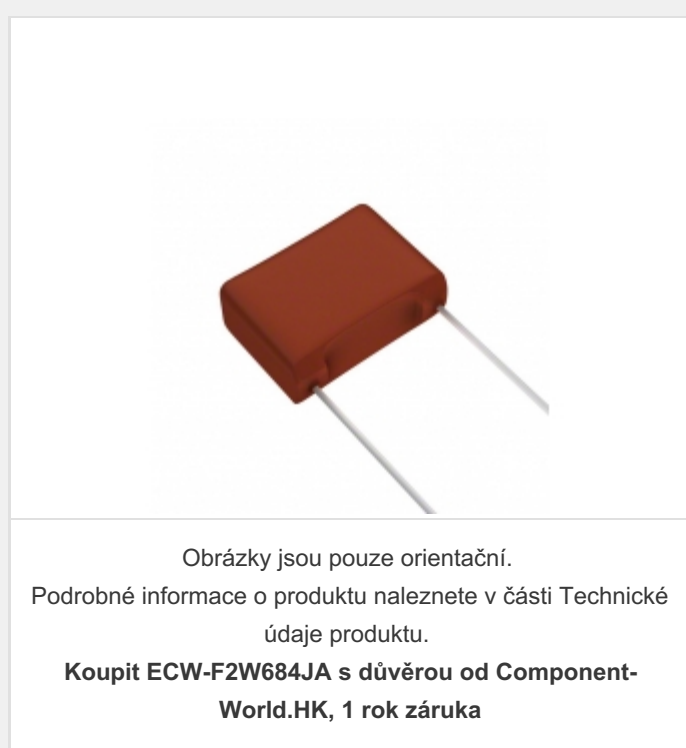 Obrázky jsou pouze orientační.
Podrobné informace o produktu naleznete v části Technické
údaje produktu.
Koupit ECW-F2W684JA s důvěrou od Component-
World.HK, 1 rok záruka